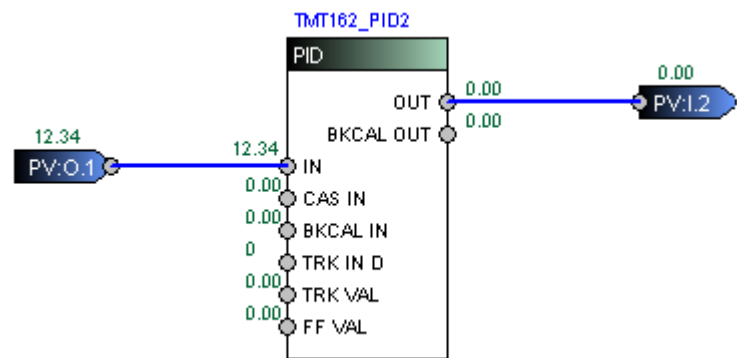 TMT162_PID2
PID
0.00
0.00
OUT
PV:I.2
0.00
BKCAL OUT
12.34
12.34
PV:O.1
IN
0.00
CAS IN
0.00
BKCAL IN
0
TRK IN D
0.00
TRK VAL
0.00
FF VAL